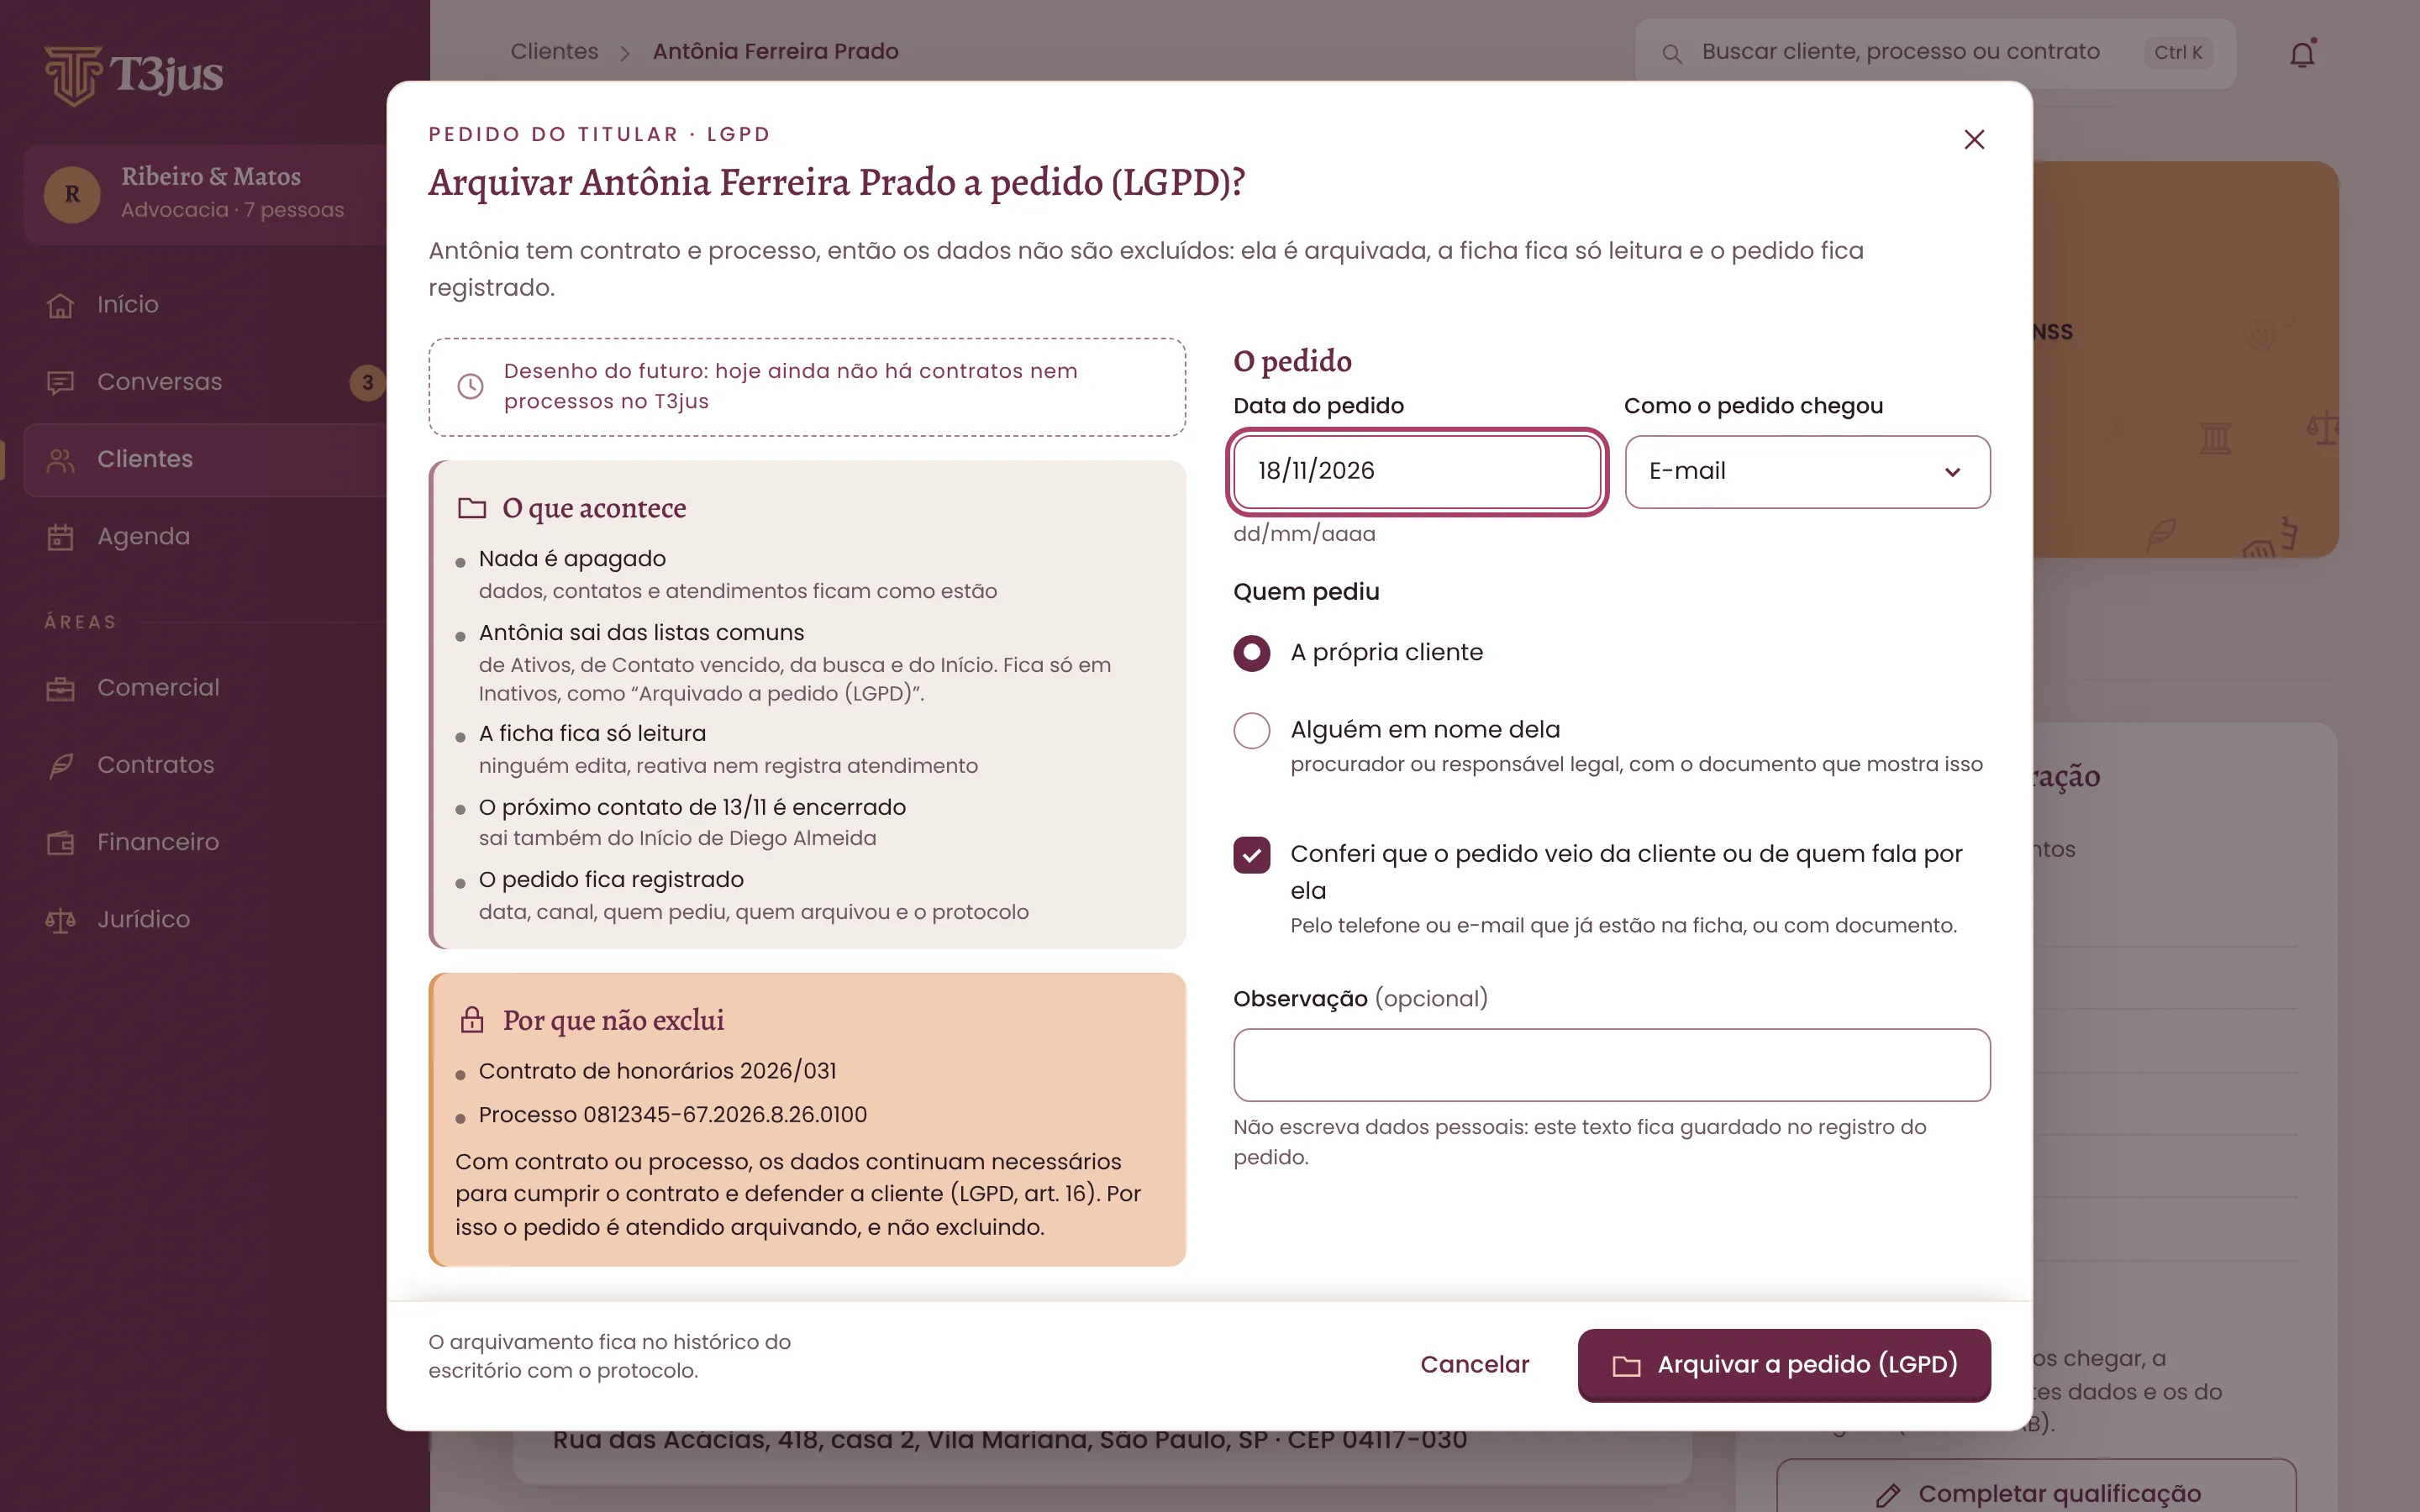 T3jus
R
Ribeiro & Matos
Advocacia · 7 pessoas
Início
Conversas
3
Clientes
Agenda
ÁREAS
Comercial
Contratos
Financeiro
Jurídico
Clientes
Antônia Ferreira Prado
Buscar cliente, processo ou contrato
Ctrl K
PEDIDO DO TITULAR · LGPD
Arquivar Antônia Ferreira Prado a pedido (LGPD)?
Antônia tem contrato e processo, então os dados não são excluídos: ela é arquivada, a ficha fica só leitura e o pedido fica
registrado.
Desenho do futuro: hoje ainda não há contratos nem
processos no T3jus
O que acontece
Nada é apagado
dados, contatos e atendimentos ficam como estão
Antônia sai das listas comuns
de Ativos, de Contato vencido, da busca e do Início. Fica só em
Inativos, como “Arquivado a pedido (LGPD)”.
A ficha fica só leitura
ninguém edita, reativa nem registra atendimento
O próximo contato de 13/11 é encerrado
sai também do Início de Diego Almeida
O pedido fica registrado
data, canal, quem pediu, quem arquivou e o protocolo
Por que não exclui
Contrato de honorários 2026/031
Processo 0812345-67.2026.8.26.0100
Com contrato ou processo, os dados continuam necessários
para cumprir o contrato e defender a cliente (LGPD, art. 16). Por
isso o pedido é atendido arquivando, e não excluindo.
O pedido
Data do pedido
18/11/2026
dd/mm/aaaa
Como o pedido chegou
E-mail
Quem pediu
A própria cliente
Alguém em nome dela
procurador ou responsável legal, com o documento que mostra isso
Conferi que o pedido veio da cliente ou de quem fala por
ela
Pelo telefone ou e-mail que já estão na ficha, ou com documento.
Observação (opcional)
Não escreva dados pessoais: este texto fica guardado no registro do
pedido.
O arquivamento fica no histórico do
escritório com o protocolo.
Cancelar
Arquivar a pedido (LGPD)
NSS
ração
ntos
os chegar, a
tes dados e os do
B).
Rua das Acácias, 418, casa 2, Vila Mariana, São Paulo, SP · CEP 04117-030
Completar qualificação